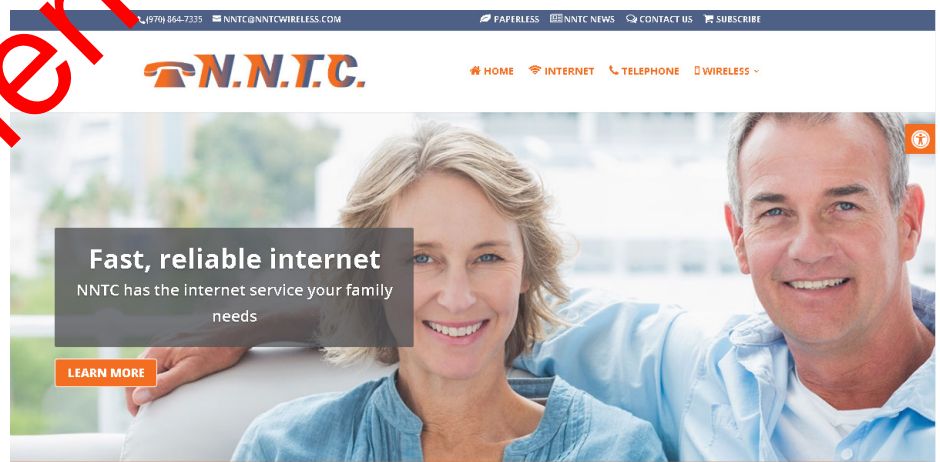 (970) 864-7335 NNTC@NNTCWIRELESS.COM PAPERLESS NNTC NEWS CONTACT US SUBSCRIBE
N.N.T.C.
HOME INTERNET TELEPHONE WIRELESS
Fast, reliable internet
NNTC has the internet service your family
needs
LEARN MORE